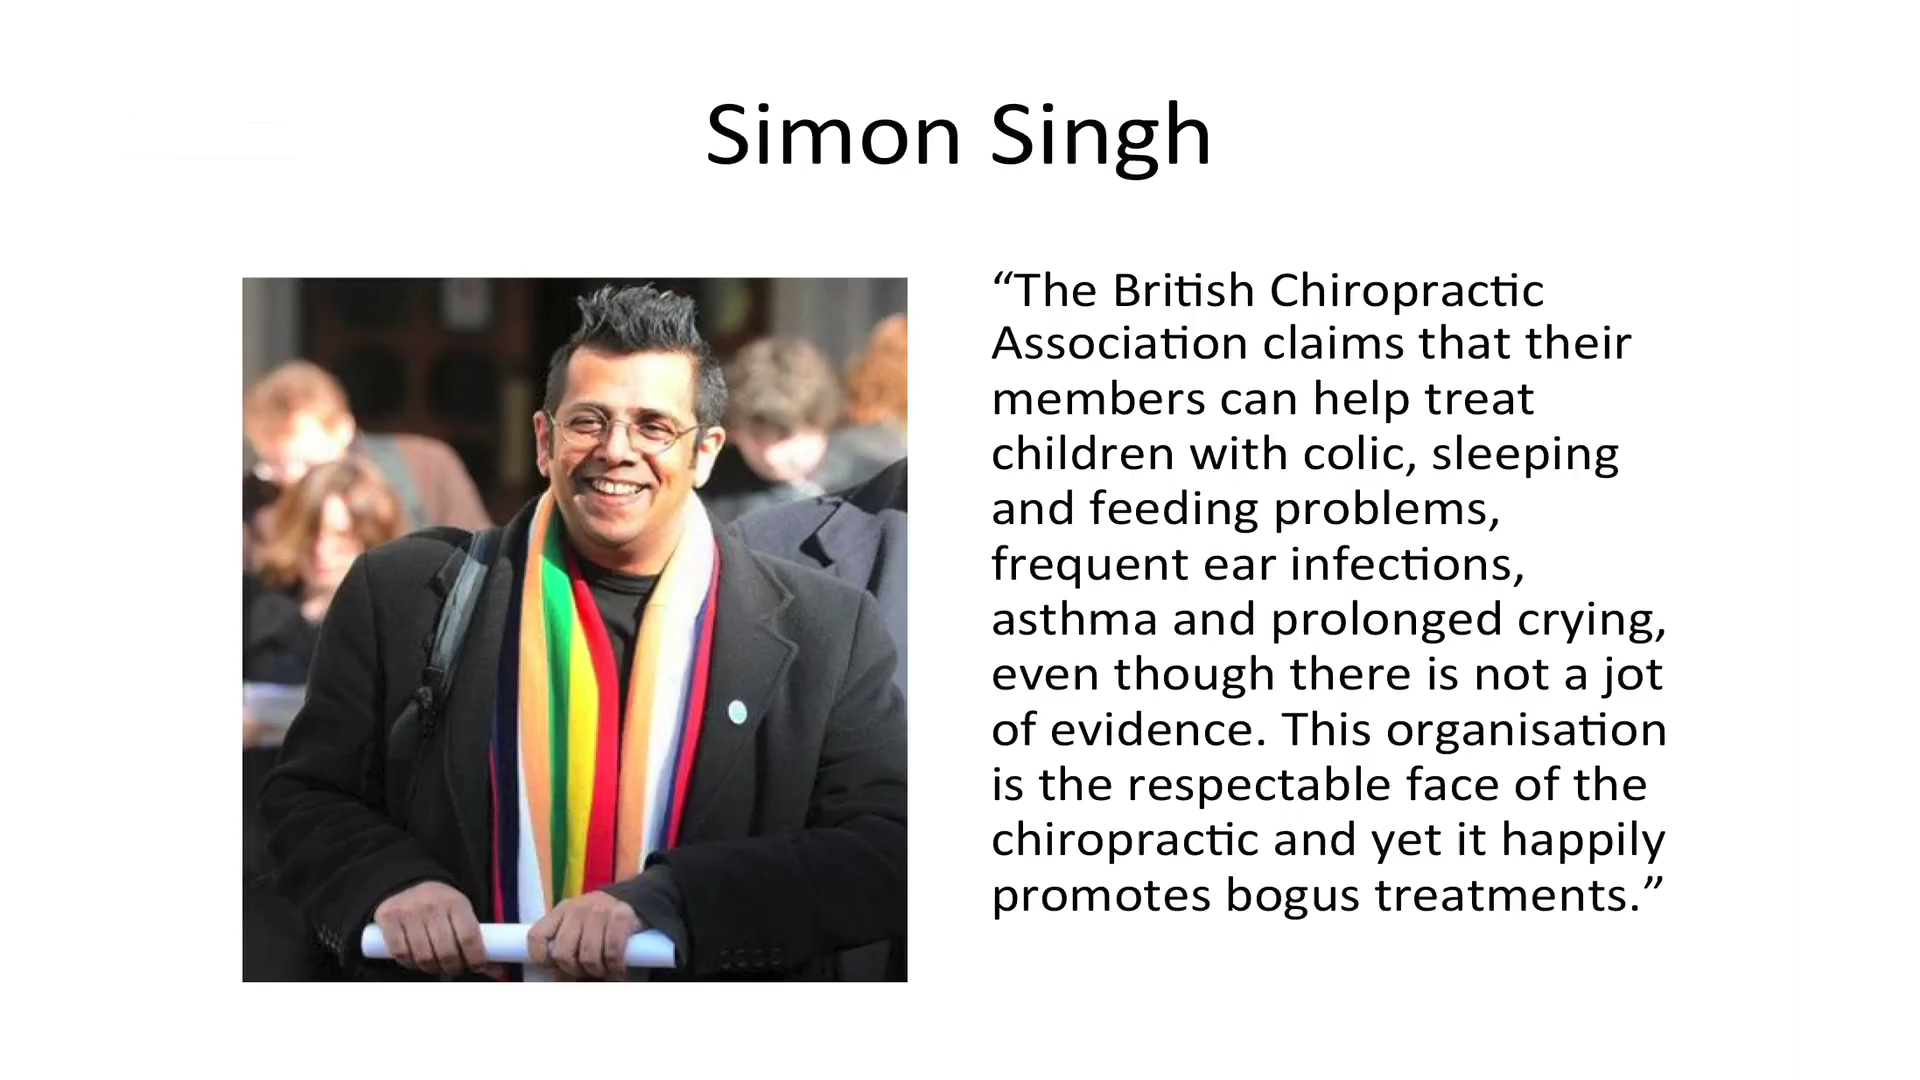 Simon Singh
“The British Chiropractic
Association claims that their
members can help treat
children with colic, sleeping
and feeding problems,
frequent ear infections,
asthma and prolonged crying,
even though there is not a jot
of evidence. This organisation
is the respectable face of the
chiropractic and yet it happily
promotes bogus treatments.”